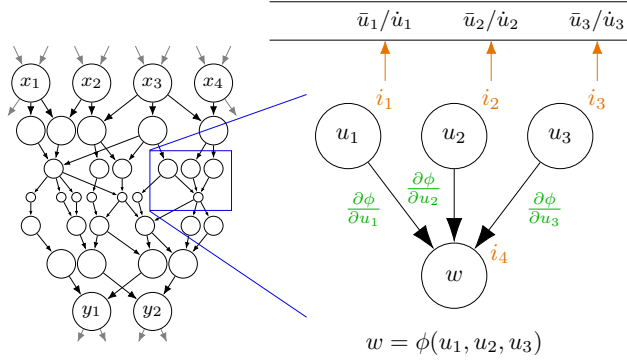 ū₁/u̇₁ ū₂/u̇₂ ū₃/u̇₃
x₁ x₂ x₃ x₄
i₁ i₂ i₃
u₁ u₂ u₃
∂ϕ/∂u₁ ∂ϕ/∂u₂ ∂ϕ/∂u₃
w i₄
y₁ y₂
w = ϕ(u₁, u₂, u₃)